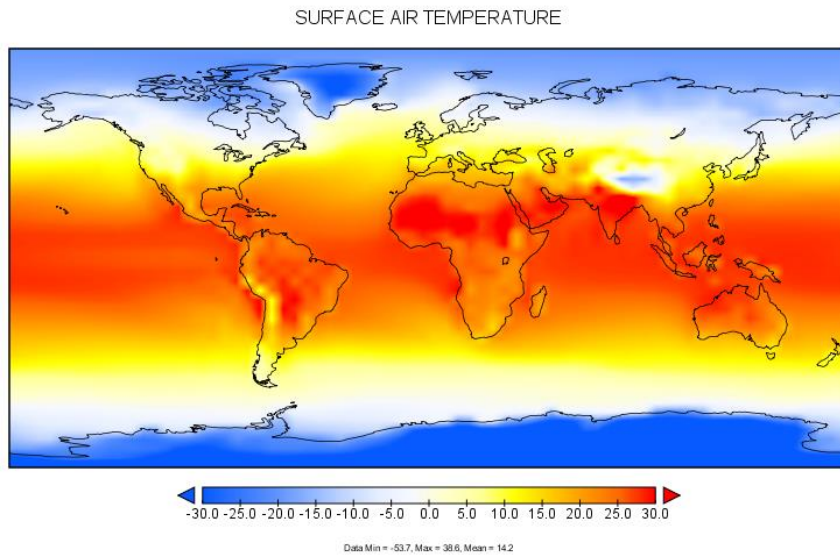 SURFACE AIR TEMPERATURE
-30.0 -25.0 -20.0 -15.0 -10.0 -5.0 0.0 5.0 10.0 15.0 20.0 25.0 30.0
Data Min = -53.7, Max = 38.6, Mean = 14.2